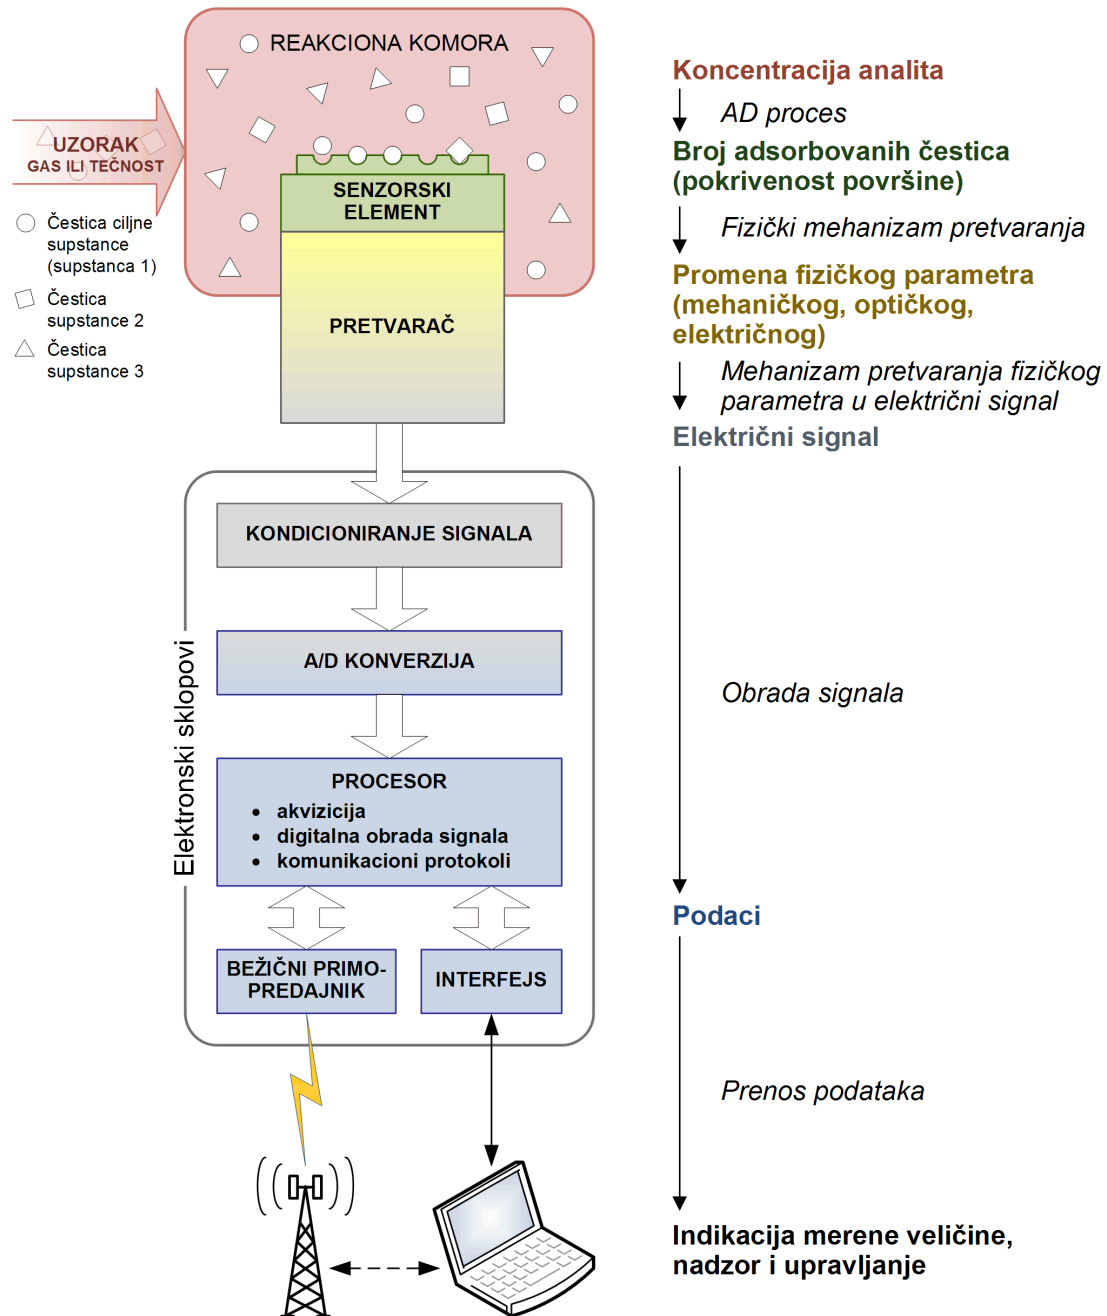 REAKCIONA KOMORA
UZORAK
GAS ILI TEČNOST
SENZORSKI
ELEMENT
PRETVARAČ
Čestica ciljne
supstance
(supstanca 1)
Čestica
supstance 2
Čestica
supstance 3
Elektronski sklopovi
KONDICIONIRANJE SIGNALA
A/D KONVERZIJA
PROCESOR
• akvizicija
• digitalna obrada signala
• komunikacioni protokoli
BEŽIČNI PRIMO-
PREDAJNIK
INTERFEJS
Koncentracija analita
AD proces
Broj adsorbovanih čestica
(pokrivenost površine)
Fizički mehanizam pretvaranja
Promena fizičkog parametra
(mehaničkog, optičkog,
električnog)
Mehanizam pretvaranja fizičkog
parametra u električni signal
Električni signal
Obrada signala
Podaci
Prenos podataka
Indikacija merene veličine,
nadzor i upravljanje